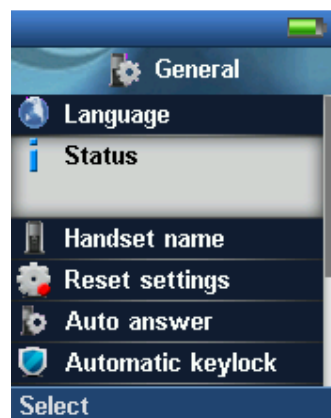 General
Language
Status
Handset name
Reset settings
Auto answer
Automatic keylock
Select